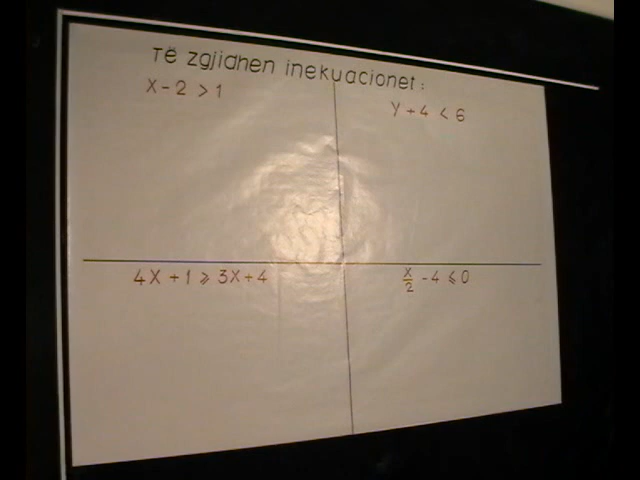 Të zgjidhen inekuacionet:
x - 2 > 1
y + 4 < 6
4x + 1 ⩾ 3x + 4
x/2 - 4 ⩽ 0